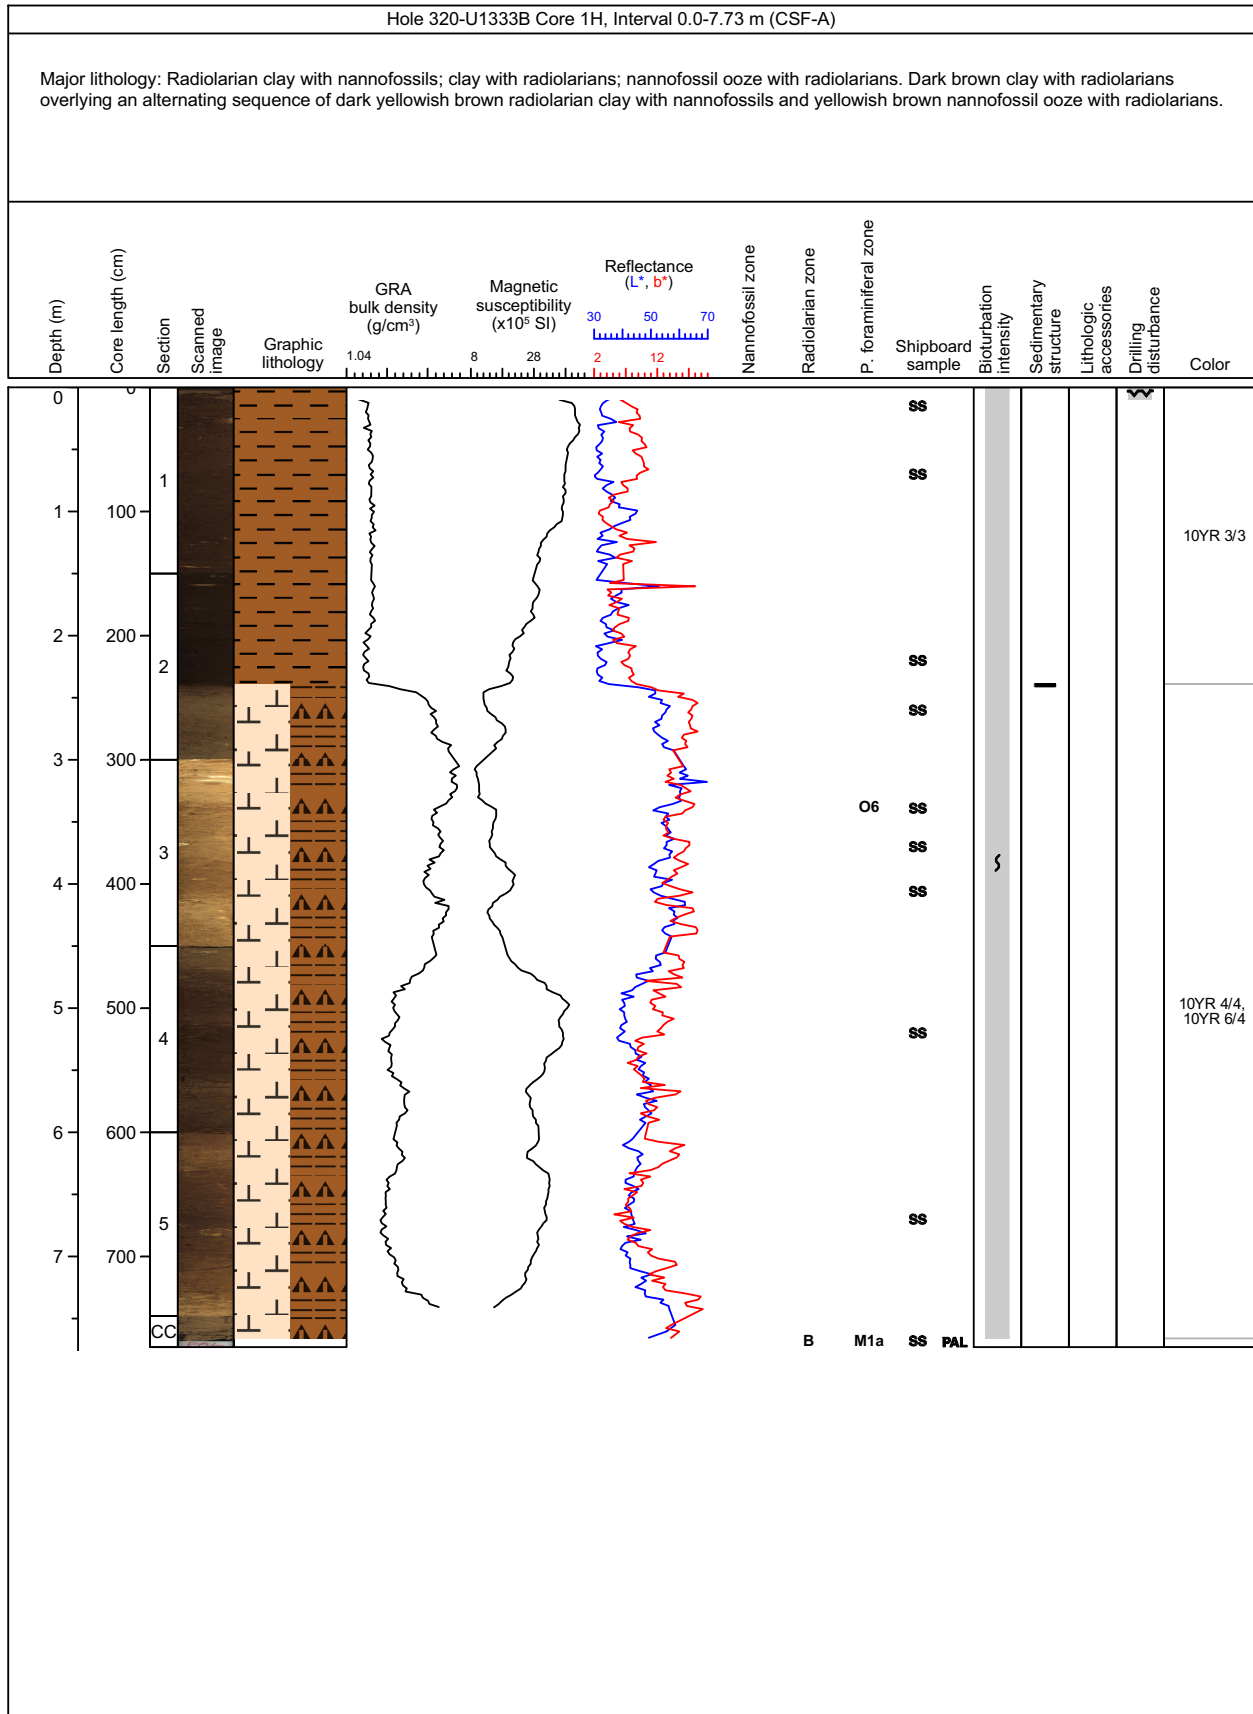 Hole 320-U1333B Core 1H, Interval 0.0-7.73 m (CSF-A)
Major lithology: Radiolarian clay with nannofossils; clay with radiolarians; nannofossil ooze with radiolarians. Dark brown clay with radiolarians
overlying an alternating sequence of dark yellowish brown radiolarian clay with nannofossils and yellowish brown nannofossil ooze with radiolarians.
Depth (m)
Core length (cm)
Section
Scanned
image
Graphic
lithology
GRA
bulk density
(g/cm³)
1.04
Magnetic
susceptibility
(x10⁵ SI)
8 28
Reflectance
(L*, b*)
30 50 70
2 12
Nannofossil zone
Radiolarian zone
P. foraminiferal zone
Shipboard
sample
Bioturbation
intensity
Sedimentary
structure
Lithologic
accessories
Drilling
disturbance
Color
0 0
SS
1 SS
1 100
10YR 3/3
2 200
2 SS
SS
3 300
O6 SS
3 SS
4 400 SS
5 500
10YR 4/4,
10YR 6/4
4 SS
6 600
5 SS
7 700
CC B M1a SS PAL